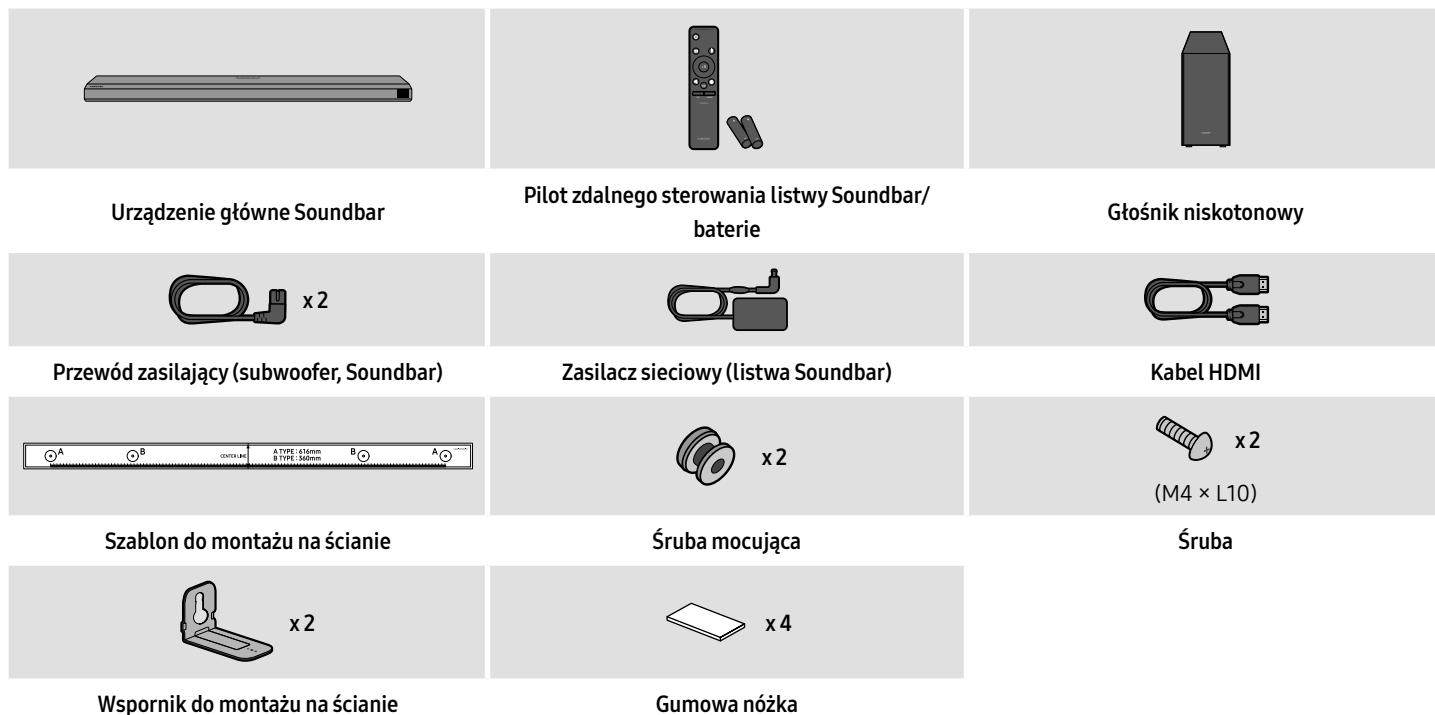 Urządzenie główne Soundbar
Pilot zdalnego sterowania listwy Soundbar/
baterie
Głośnik niskotonowy
x 2
Przewód zasilający (subwoofer, Soundbar)
Zasilacz sieciowy (listwa Soundbar)
Kabel HDMI
A
B
CENTER LINE
A TYPE : 616mm
B TYPE : 360mm
B
A
Szablon do montażu na ścianie
x 2
Śruba mocująca
x 2
(M4 × L10)
Śruba
x 2
Wspornik do montażu na ścianie
x 4
Gumowa nóżka